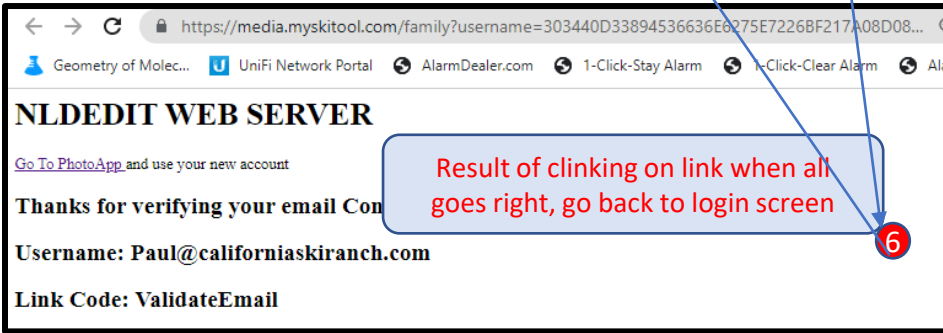 https://media.myskitool.com/family?username=303440D33894536636E6275E7226BF217A08D08...
Geometry of Molec... UniFi Network Portal AlarmDealer.com 1-Click-Stay Alarm 1-Click-Clear Alarm Al
NLDEDIT WEB SERVER
Go To PhotoApp and use your new account
Result of clinking on link when all
goes right, go back to login screen
Thanks for verifying your email Con
Username: Paul@californiaskiranch.com
6
Link Code: ValidateEmail